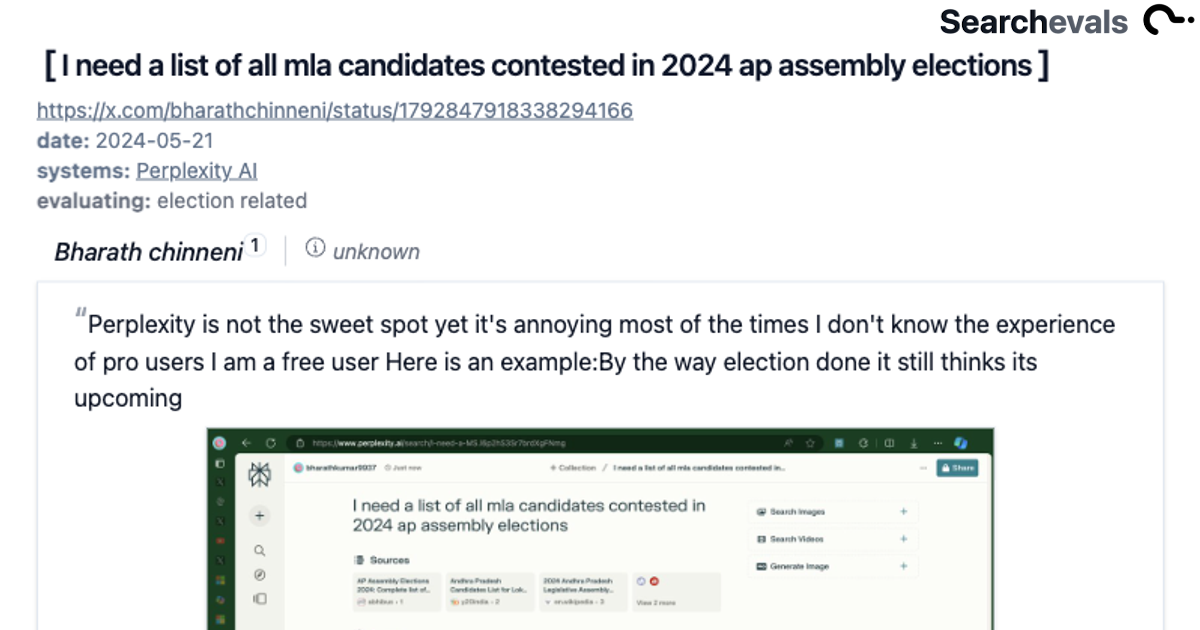 Searchevals
[ I need a list of all mla candidates contested in 2024 ap assembly elections ]
https://x.com/bharathchinneni/status/1792847918338294166
date: 2024-05-21
systems: Perplexity AI
evaluating: election related
Bharath chinneni 1
unknown
"Perplexity is not the sweet spot yet it's annoying most of the times I don't know the experience
of pro users I am a free user Here is an example:By the way election done it still thinks its
upcoming
https://www.perplexity.ai/search/I-need-a-
bharathkumar9937 Just now
+ Collection / I need a list of all mla candidates contested in...
Share
I need a list of all mla candidates contested in
2024 ap assembly elections
Search Images +
Search Videos +
Generate Image +
Sources
AP Assembly Elections
2024: Complete list of...
abhibus · 1
Andhra Pradesh
Candidates List for Lok...
2024 Andhra Pradesh
Legislative Assembly...
en.wikipedia · 3
View 2 more